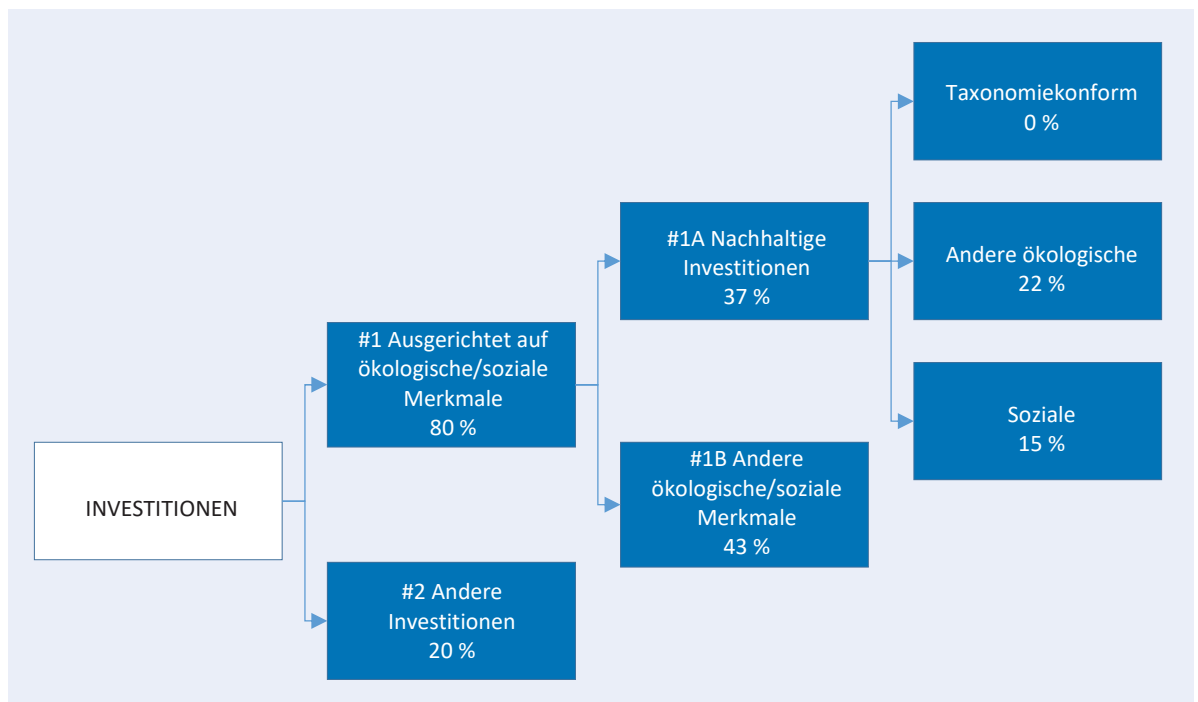 INVESTITIONEN
#1 Ausgerichtet auf
ökologische/soziale
Merkmale
80 %
#2 Andere
Investitionen
20 %
#1A Nachhaltige
Investitionen
37 %
#1B Andere
ökologische/soziale
Merkmale
43 %
Taxonomiekonform
0 %
Andere ökologische
22 %
Soziale
15 %